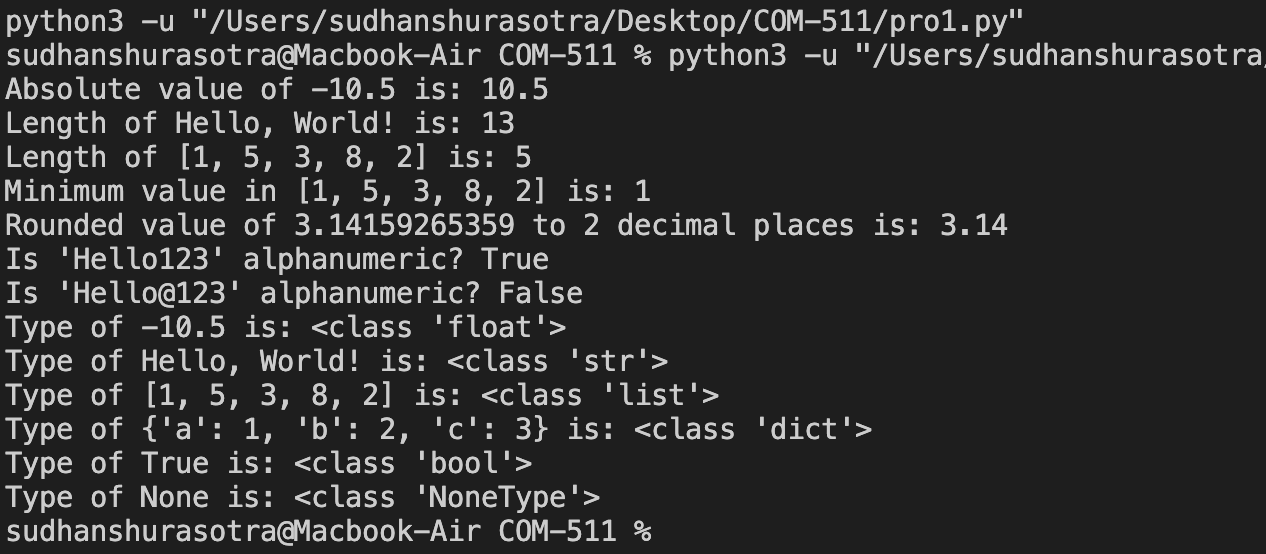 python3 -u "/Users/sudhanshurasotra/Desktop/COM-511/pro1.py"
sudhanshurasotra@Macbook-Air COM-511 % python3 -u "/Users/sudhanshurasotra/
Absolute value of -10.5 is: 10.5
Length of Hello, World! is: 13
Length of [1, 5, 3, 8, 2] is: 5
Minimum value in [1, 5, 3, 8, 2] is: 1
Rounded value of 3.14159265359 to 2 decimal places is: 3.14
Is 'Hello123' alphanumeric? True
Is 'Hello@123' alphanumeric? False
Type of -10.5 is: <class 'float'>
Type of Hello, World! is: <class 'str'>
Type of [1, 5, 3, 8, 2] is: <class 'list'>
Type of {'a': 1, 'b': 2, 'c': 3} is: <class 'dict'>
Type of True is: <class 'bool'>
Type of None is: <class 'NoneType'>
sudhanshurasotra@Macbook-Air COM-511 %